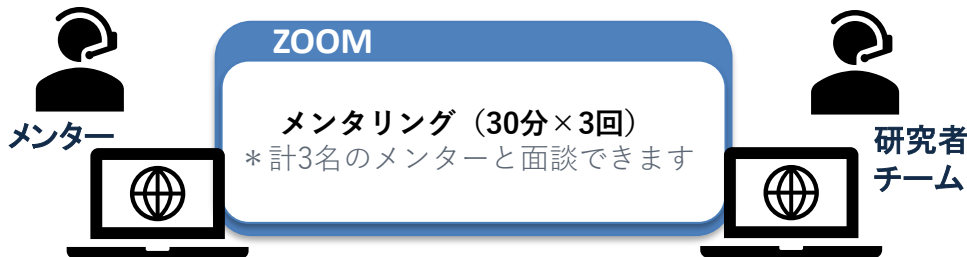 ZOOM
メンタリング（30分×3回）
＊計3名のメンターと面談できます
メンター
研究者
チーム